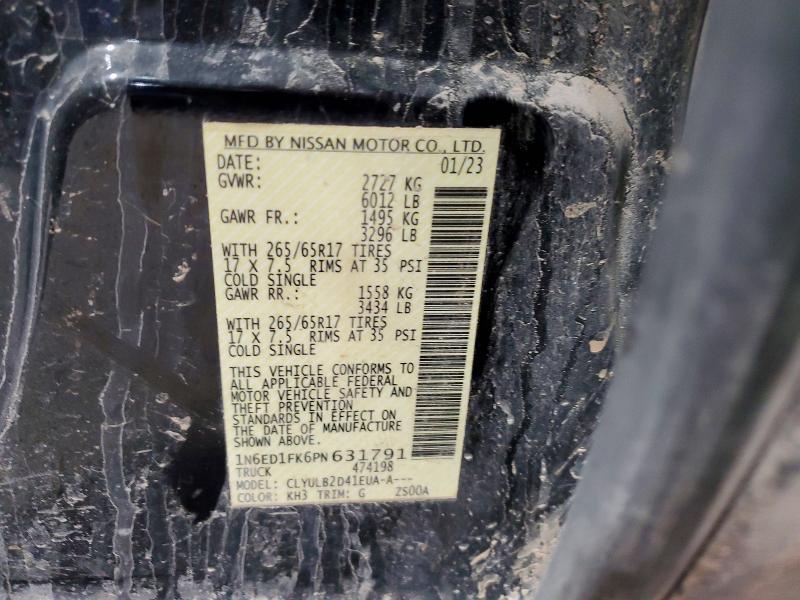 MFD BY NISSAN MOTOR CO., LTD.
DATE: 01/23
GVWR: 2727 KG
6012 LB
GAWR FR.: 1495 KG
3296 LB
WITH 265/65R17 TIRES
17 X 7.5 RIMS AT 35 PSI
COLD SINGLE
GAWR RR.: 1558 KG
3434 LB
WITH 265/65R17 TIRES
17 X 7.5 RIMS AT 35 PSI
COLD SINGLE
THIS VEHICLE CONFORMS TO
ALL APPLICABLE FEDERAL
MOTOR VEHICLE SAFETY AND
THEFT PREVENTION
STANDARDS IN EFFECT ON
THE DATE OF MANUFACTURE
SHOWN ABOVE.
1N6ED1FK6PN631791
TRUCK 474198
MODEL: CLYULB2D41EUA-A---
COLOR: KH3 TRIM: G ZS00A